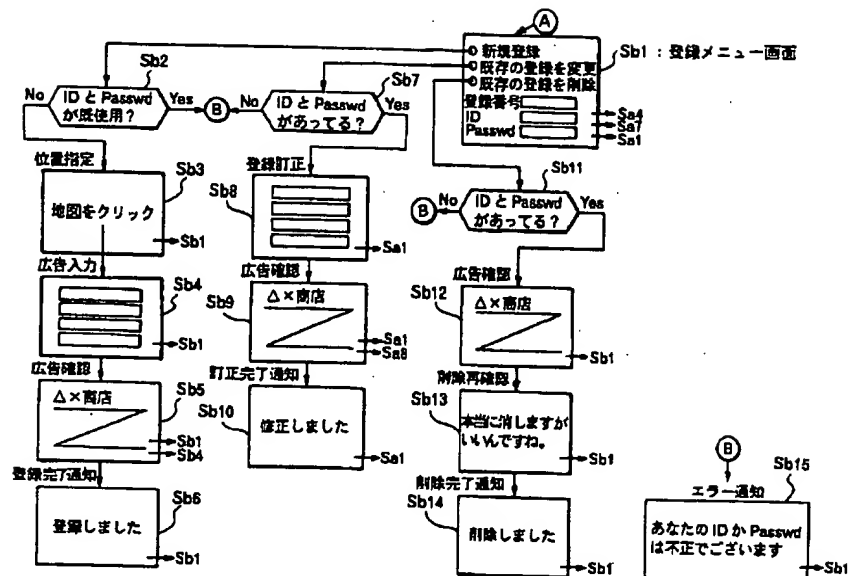 A
新規登録
既存の登録を変更
既存の登録を削除
登録番号
ID
Passwd
Sa4
Sa7
Sa1
Sb1 : 登録メニュー画面
Sb2
No
IDとPasswd
が既使用?
Yes
B
Sb7
No
IDとPasswd
があってる?
Yes
位置指定
Sb3
地図をクリック
Sb1
広告入力
Sb4
Sb1
広告確認
Sb5
△×商店
Sb1
Sb4
登録完了通知
Sb6
登録しました
Sb1
登録訂正
Sb8
Sa1
広告確認
Sb9
△×商店
Sa1
Sa8
訂正完了通知
Sb10
修正しました
Sa1
Sb11
B
No
IDとPasswd
があってる?
Yes
広告確認
Sb12
△×商店
Sb1
削除再確認
Sb13
本当に消しますが
いいんですね。
Sb1
削除完了通知
Sb14
削除しました
Sb1
B
Sb15
エラー通知
あなたのIDかPasswd
は不正でございます
Sb1